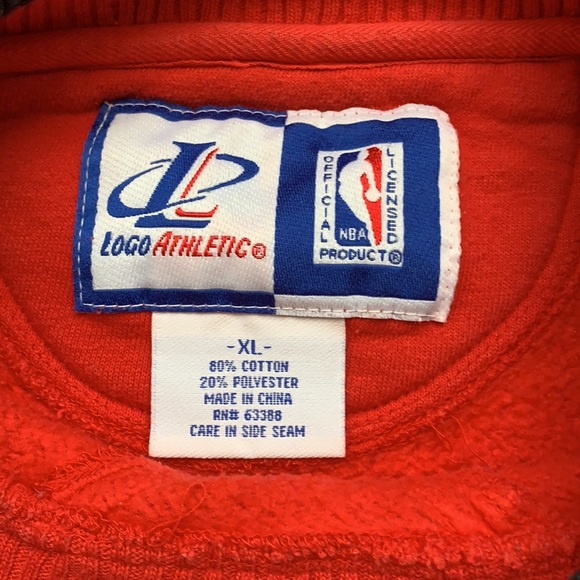 LOGO ATHLETIC®
OFFICIAL
LICENSED
NBA
PRODUCT®
-XL-
80% COTTON
20% POLYESTER
MADE IN CHINA
RN# 63388
CARE IN SIDE SEAM